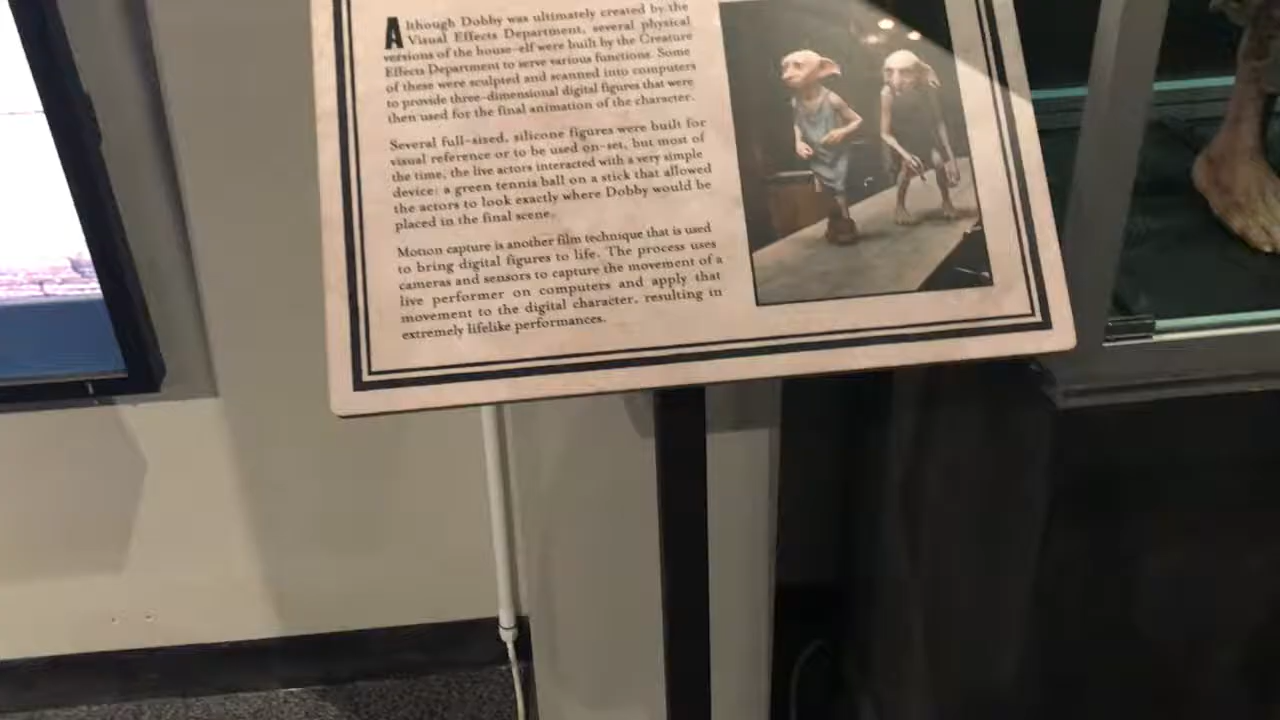 Although Dobby was ultimately created by the
Visual Effects Department, several physical
versions of the house-elf were built by the Creature
Effects Department to serve various functions. Some
of these were sculpted and scanned into computers
to provide three-dimensional digital figures that were
then used for the final animation of the character.
Several full-sized, silicone figures were built for
visual reference or to be used on-set, but most of
the time, the live actors interacted with a very simple
device: a green tennis ball on a stick that allowed
the actors to look exactly where Dobby would be
placed in the final scene.
Motion capture is another film technique that is used
to bring digital figures to life. The process uses
cameras and sensors to capture the movement of a
live performer on computers and apply that
movement to the digital character, resulting in
extremely lifelike performances.